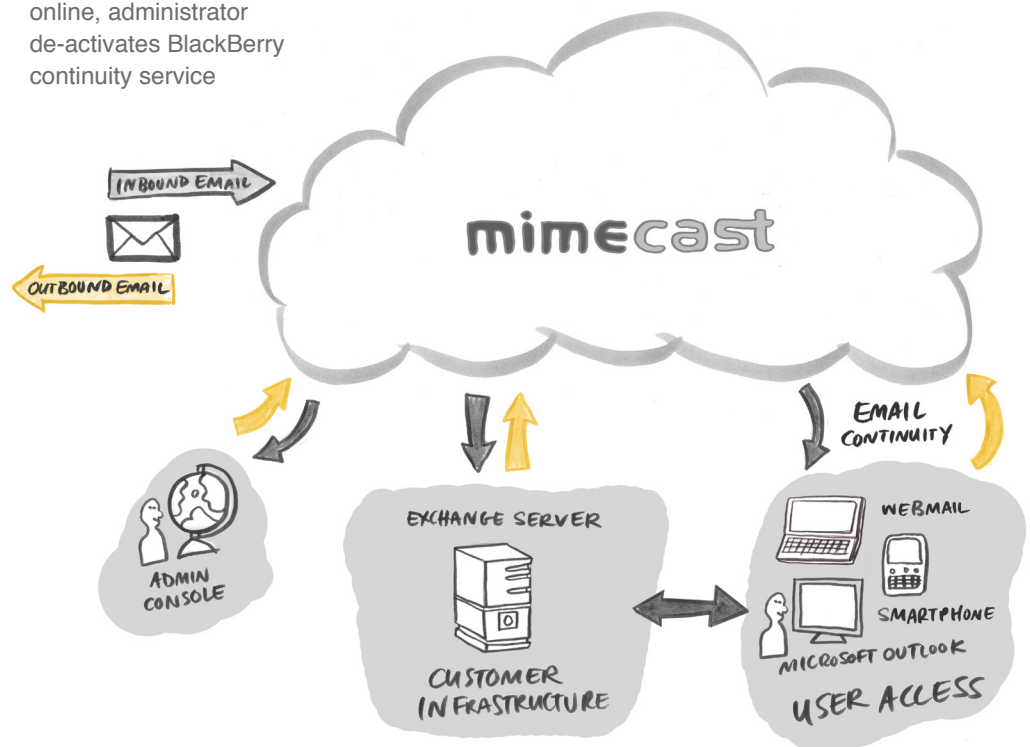 online, administrator
de-activates BlackBerry
continuity service
INBOUND EMAIL
OUTBOUND EMAIL
mimecast
EMAIL
CONTINUITY
ADMIN
CONSOLE
EXCHANGE SERVER
CUSTOMER
INFRASTRUCTURE
WEBMAIL
SMARTPHONE
MICROSOFT OUTLOOK
USER ACCESS